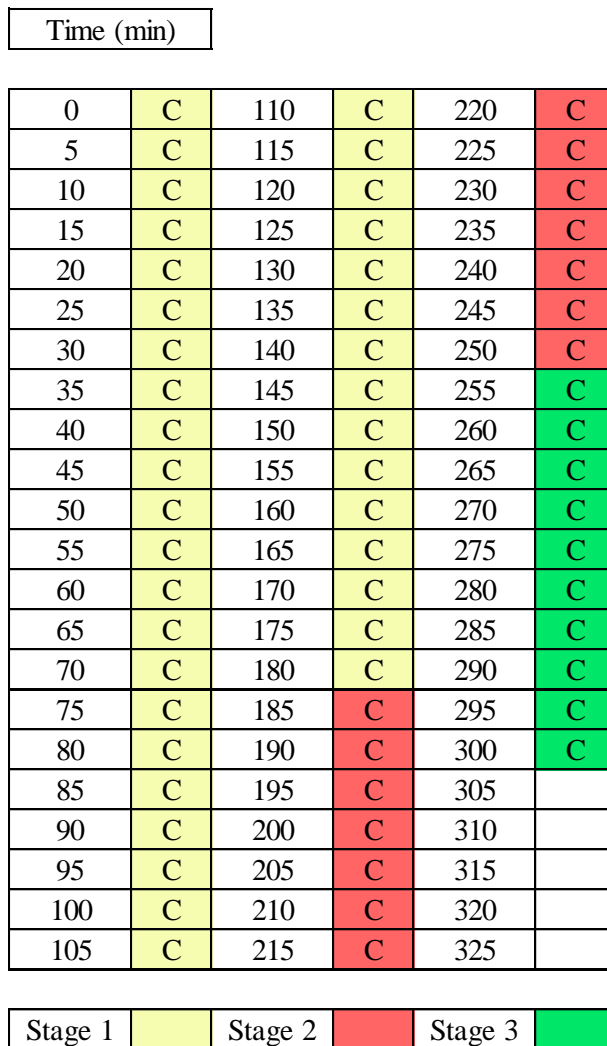 Time (min)
0 C 110 C 220 C
5 C 115 C 225 C
10 C 120 C 230 C
15 C 125 C 235 C
20 C 130 C 240 C
25 C 135 C 245 C
30 C 140 C 250 C
35 C 145 C 255 C
40 C 150 C 260 C
45 C 155 C 265 C
50 C 160 C 270 C
55 C 165 C 275 C
60 C 170 C 280 C
65 C 175 C 285 C
70 C 180 C 290 C
75 C 185 C 295 C
80 C 190 C 300 C
85 C 195 C 305
90 C 200 C 310
95 C 205 C 315
100 C 210 C 320
105 C 215 C 325
Stage 1 Stage 2 Stage 3